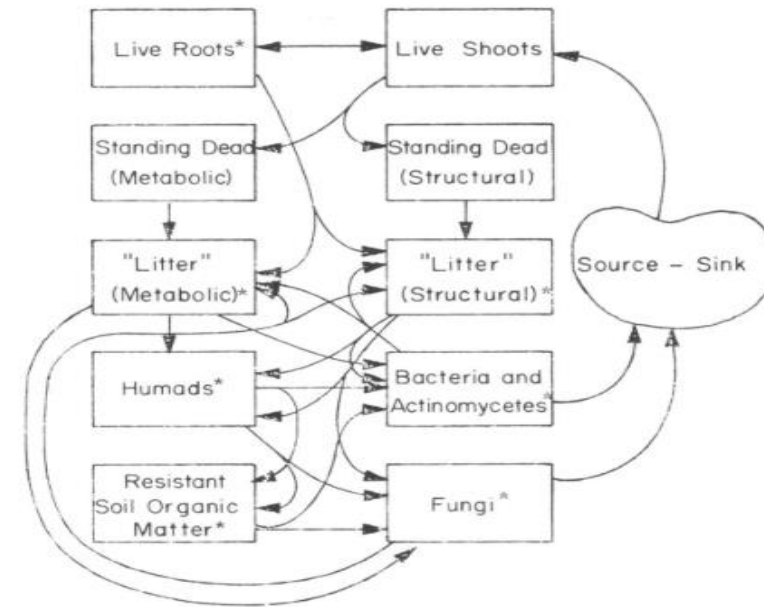 Live Roots*
Live Shoots
Standing Dead
(Metabolic)
Standing Dead
(Structural)
"Litter"
(Metabolic)*
"Litter"
(Structural)*
Source – Sink
Humads*
Bacteria and
Actinomycetes*
Resistant
Soil Organic
Matter*
Fungi*